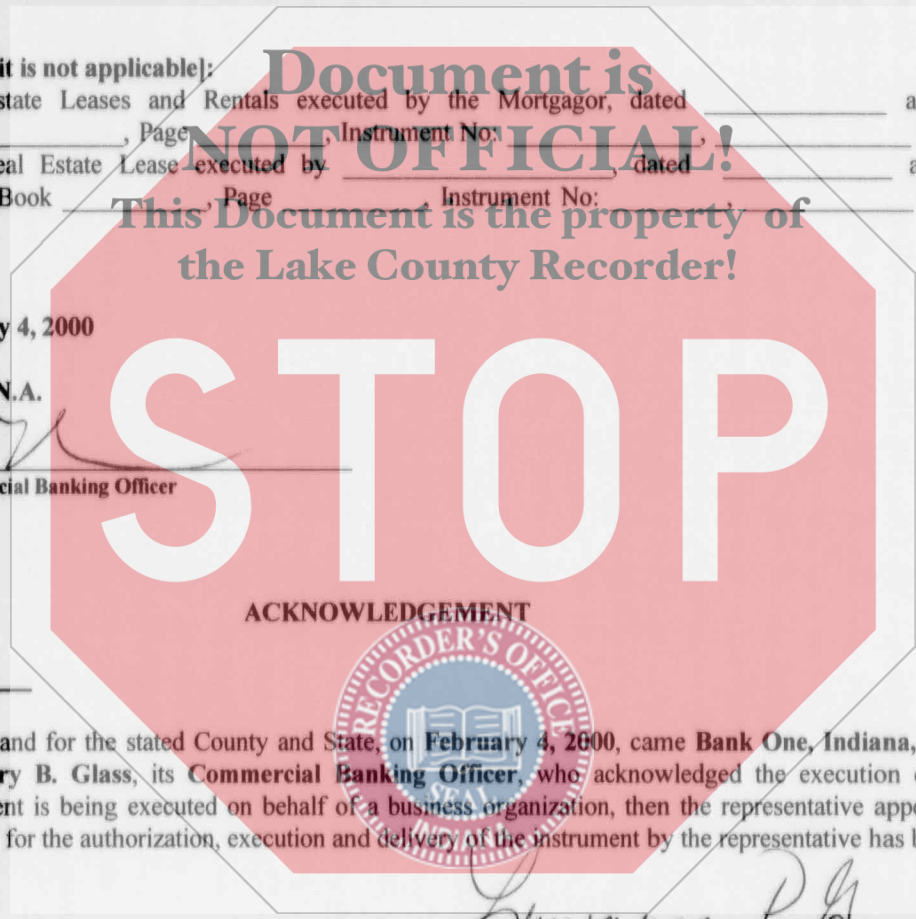 it is not applicable]:
Document is
state Leases and Rentals executed by the Mortgagor, dated
, Page , Instrument No: ,
NOT OFFICIAL!
eal Estate Lease executed by , dated
Book , Page , Instrument No: ,
This Document is the property of
the Lake County Recorder!
y 4, 2000
N.A.
STOP
cial Banking Officer
ACKNOWLEDGEMENT
RECORDER'S OFFICE
and for the stated County and State, on February 4, 2000, came Bank One, Indiana,
ry B. Glass, its Commercial Banking Officer, who acknowledged the execution
SEAL
ent is being executed on behalf of a business organization, then the representative appe
for the authorization, execution and delivery of the instrument by the representative has b
INDIANA